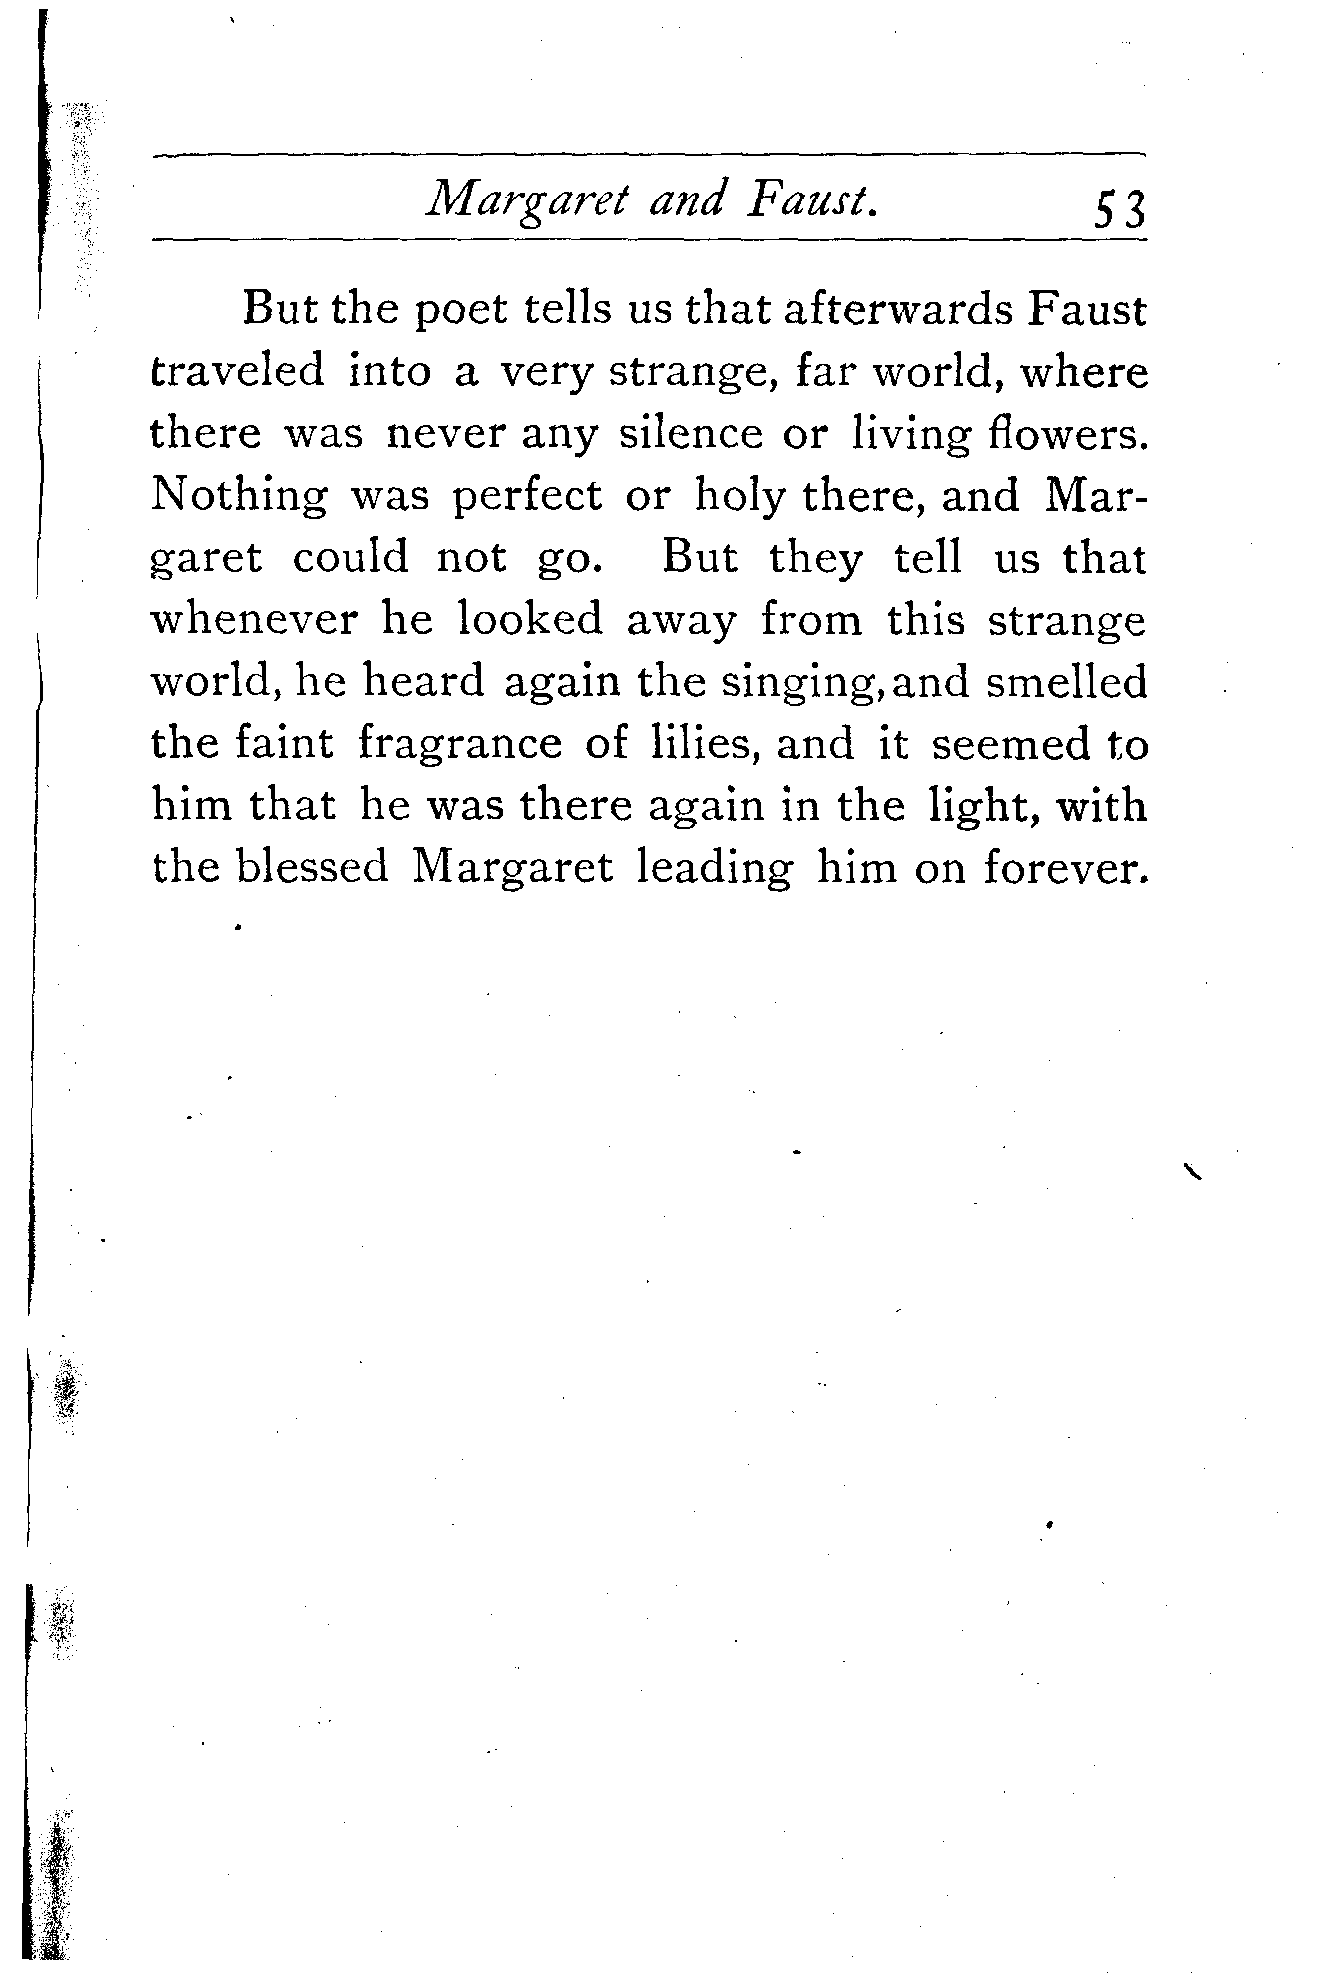 Margaret and Faust. 53
But the poet tells us that afterwards Faust
traveled into a very strange, far world, where
there was never any silence or living flowers.
Nothing was perfect or holy there, and Mar-
garet could not go. But they tell us that
whenever he looked away from this strange
world, he heard again the singing, and smelled
the faint fragrance of lilies, and it seemed to
him that he was there again in the light, with
the blessed Margaret leading him on forever.